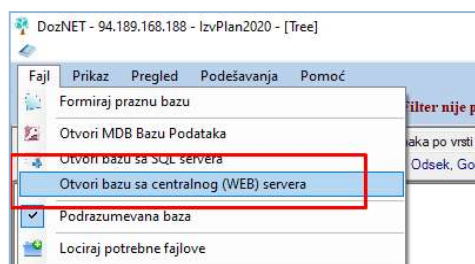 DozNET - 94.189.168.188 - IzvPlan2020 - [Tree]
Fajl Prikaz Pregled Podešavanja Pomoć
Formiraj praznu bazu
Filter nije p
Otvori MDB Bazu Podataka
aka po vrsti
Otvori bazu sa SQL servera
Odsek, Go
Otvori bazu sa centralnog (WEB) servera
Podrazumevana baza
Lociraj potrebne fajlove